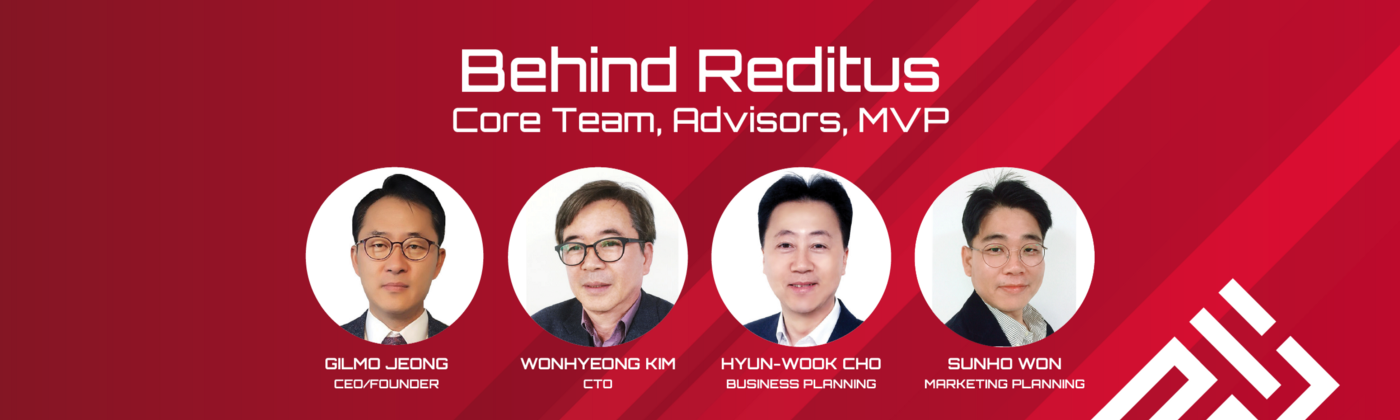 Behind Reditus
Core Team, Advisors, MVP
GILMO JEONG
CEO/FOUNDER
WONHYEONG KIM
CTO
HYUN-WOOK CHO
BUSINESS PLANNING
SUNHO WON
MARKETING PLANNING